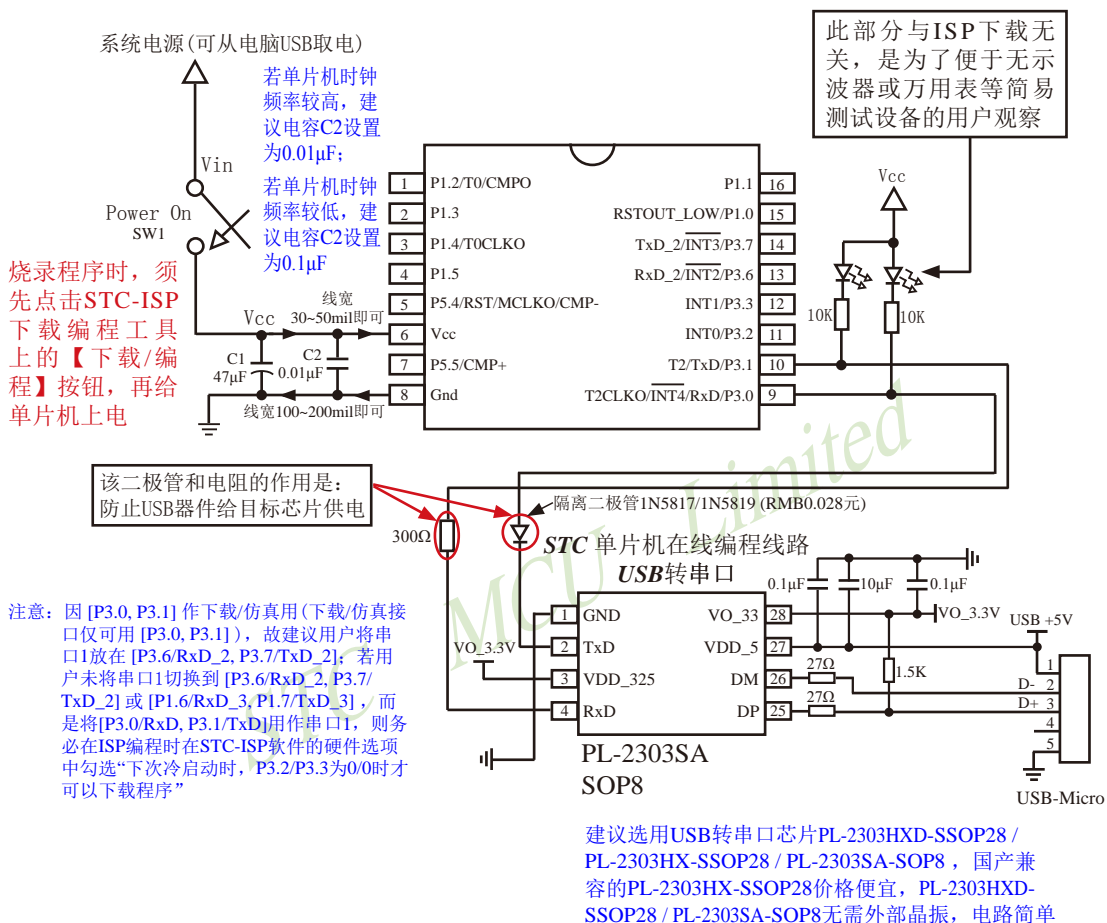 系统电源(可从电脑USB取电)
若单片机时钟
频率较高，建
议电容C2设置
为0.01μF；
若单片机时钟
频率较低，建
议电容C2设置
为0.1μF
Vin
Power On
SW1
烧录程序时，须
先点击STC-ISP
下载编程工具
上的【下载/编
程】按钮，再给
单片机上电
Vcc
线宽
30~50mil即可
C1
47μF
C2
0.01μF
线宽100~200mil即可
1 P1.2/T0/CMPO
2 P1.3
3 P1.4/T0CLKO
4 P1.5
5 P5.4/RST/MCLKO/CMP-
6 Vcc
7 P5.5/CMP+
8 Gnd
P1.1 16
RSTOUT_LOW/P1.0 15
TxD_2/INT3/P3.7 14
RxD_2/INT2/P3.6 13
INT1/P3.3 12
INT0/P3.2 11
T2/TxD/P3.1 10
T2CLKO/INT4/RxD/P3.0 9
此部分与ISP下载无
关，是为了便于无示
波器或万用表等简易
测试设备的用户观察
Vcc
10K
10K
该二极管和电阻的作用是：
防止USB器件给目标芯片供电
300Ω
隔离二极管1N5817/1N5819 (RMB0.028元)
STC 单片机在线编程线路
USB转串口
VO_3.3V
1 GND
2 TxD
3 VDD_325
4 RxD
VO_33 28
VDD_5 27
DM 26
DP 25
PL-2303SA
SOP8
0.1μF
10μF
0.1μF
VO_3.3V
1.5K
27Ω
27Ω
USB +5V
1
D- 2
D+ 3
4
5
USB-Micro
注意：因 [P3.0, P3.1] 作下载/仿真用(下载/仿真接
口仅可用 [P3.0, P3.1] )，故建议用户将串
口1放在 [P3.6/RxD_2, P3.7/TxD_2]；若用
户未将串口1切换到 [P3.6/RxD_2, P3.7/
TxD_2] 或 [P1.6/RxD_3, P1.7/TxD_3] ，而
是将[P3.0/RxD, P3.1/TxD]用作串口1，则务
必在ISP编程时在STC-ISP软件的硬件选项
中勾选“下次冷启动时，P3.2/P3.3为0/0时才
可以下载程序”
建议选用USB转串口芯片PL-2303HXD-SSOP28 /
PL-2303HX-SSOP28 / PL-2303SA-SOP8 ，国产兼
容的PL-2303HX-SSOP28价格便宜，PL-2303HXD-
SSOP28 / PL-2303SA-SOP8无需外部晶振，电路简单
STC MCU Limited